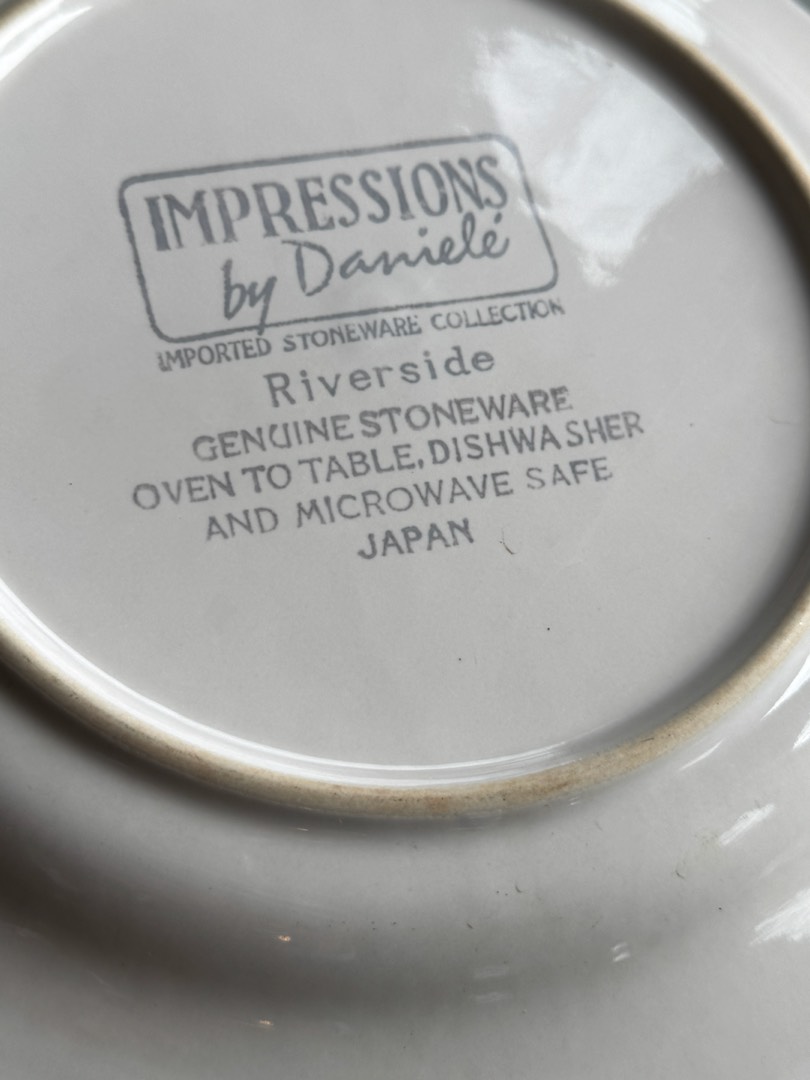 IMPRESSIONS
by Danielé
IMPORTED STONEWARE COLLECTION
Riverside
GENUINE STONEWARE
OVEN TO TABLE, DISHWASHER
AND MICROWAVE SAFE
JAPAN